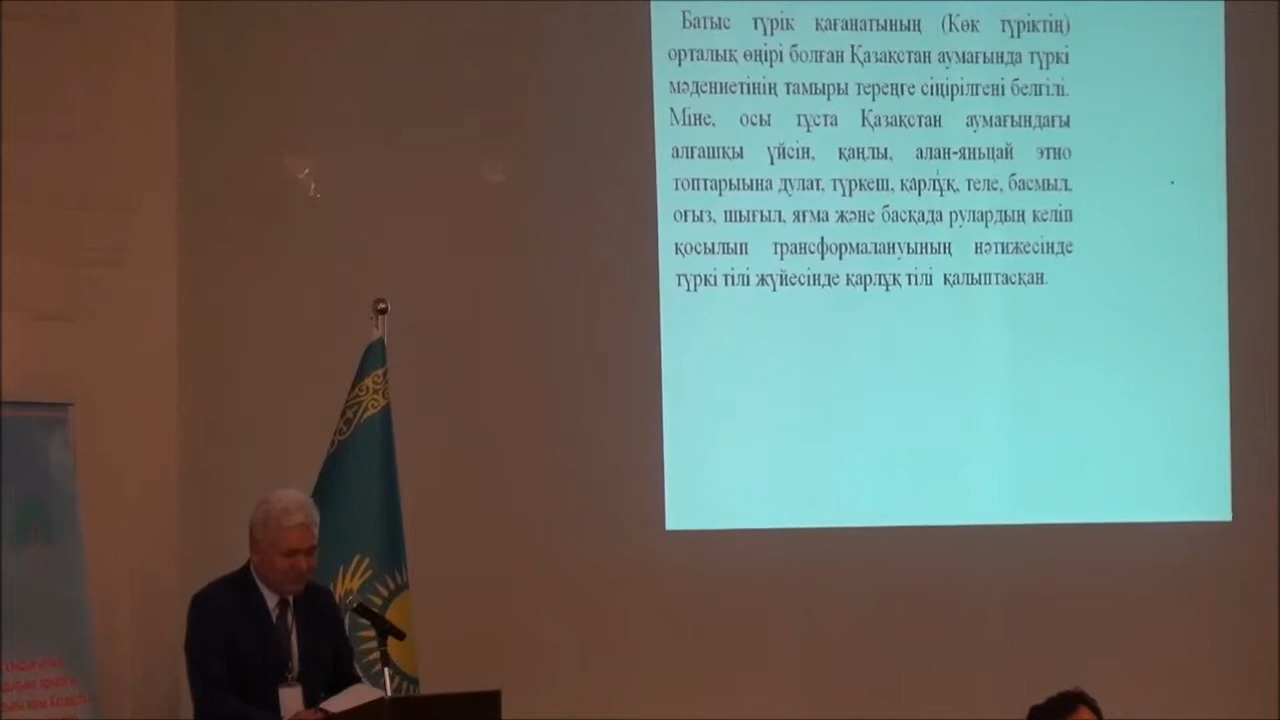 Батыс түрік қағанатының (Көк түріктің)
орталық өңірі болған Қазақстан аумағында түркі
мәдениетінің тамыры тереңге сіңірілгені белгілі.
Міне, осы тұста Қазақстан аумағындағы
алғашқы үйсін, қаңлы, алан-яньцай этно
топтарыына дулат, түркеш, қарлұқ, теле, басмыл,
оғыз, шығыл, яғма және басқада рулардың келіп
қосылып трансформалануының нәтижесінде
түркі тілі жүйесінде қарлұқ тілі қалыптасқан.